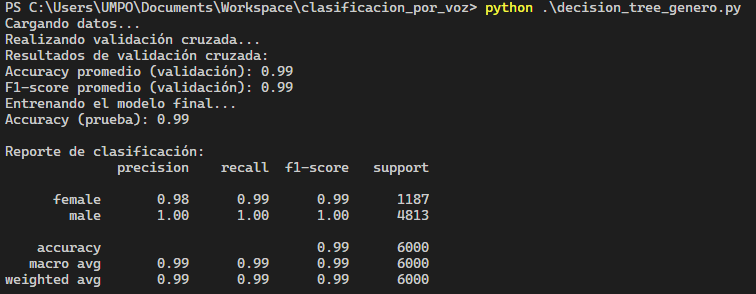 PS C:\Users\UMPO\Documents\Workspace\clasificacion_por_voz> python .\decision_tree_genero.py
Cargando datos...
Realizando validación cruzada...
Resultados de validación cruzada:
Accuracy promedio (validación): 0.99
F1-score promedio (validación): 0.99
Entrenando el modelo final...
Accuracy (prueba): 0.99
Reporte de clasificación:
precision recall f1-score support
female 0.98 0.99 0.99 1187
male 1.00 1.00 1.00 4813
accuracy 0.99 6000
macro avg 0.99 0.99 0.99 6000
weighted avg 0.99 0.99 0.99 6000